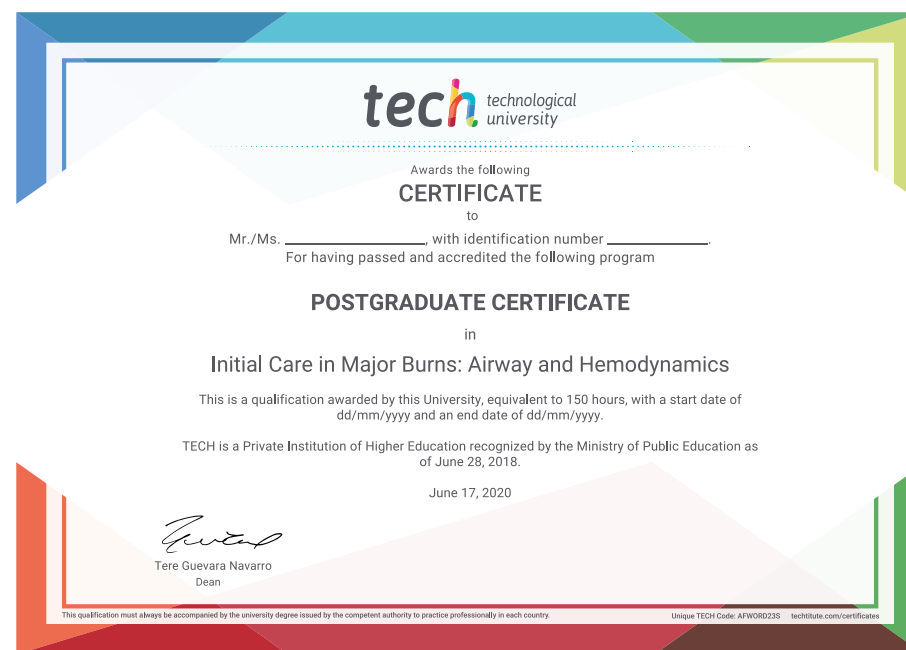 tech technological
university
Awards the following
CERTIFICATE
to
Mr./Ms. ____________, with identification number ____________.
For having passed and accredited the following program
POSTGRADUATE CERTIFICATE
in
Initial Care in Major Burns: Airway and Hemodynamics
This is a qualification awarded by this University, equivalent to 150 hours, with a start date of
dd/mm/yyyy and an end date of dd/mm/yyyy.
TECH is a Private Institution of Higher Education recognized by the Ministry of Public Education as
of June 28, 2018.
June 17, 2020
Tere Guevara Navarro
Dean
This qualification must always be accompanied by the university degree issued by the competent authority to practice professionally in each country.
Unique TECH Code: AFWORD23S techtitute.com/certificates